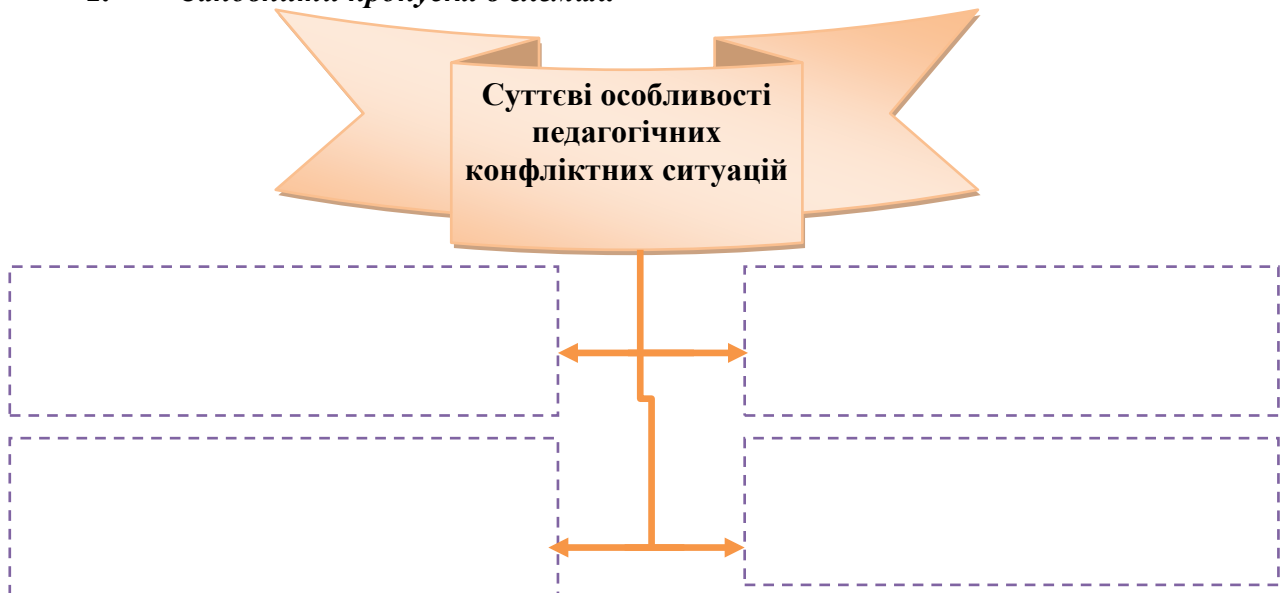 Суттєві особливості
педагогічних
конфліктних ситуацій